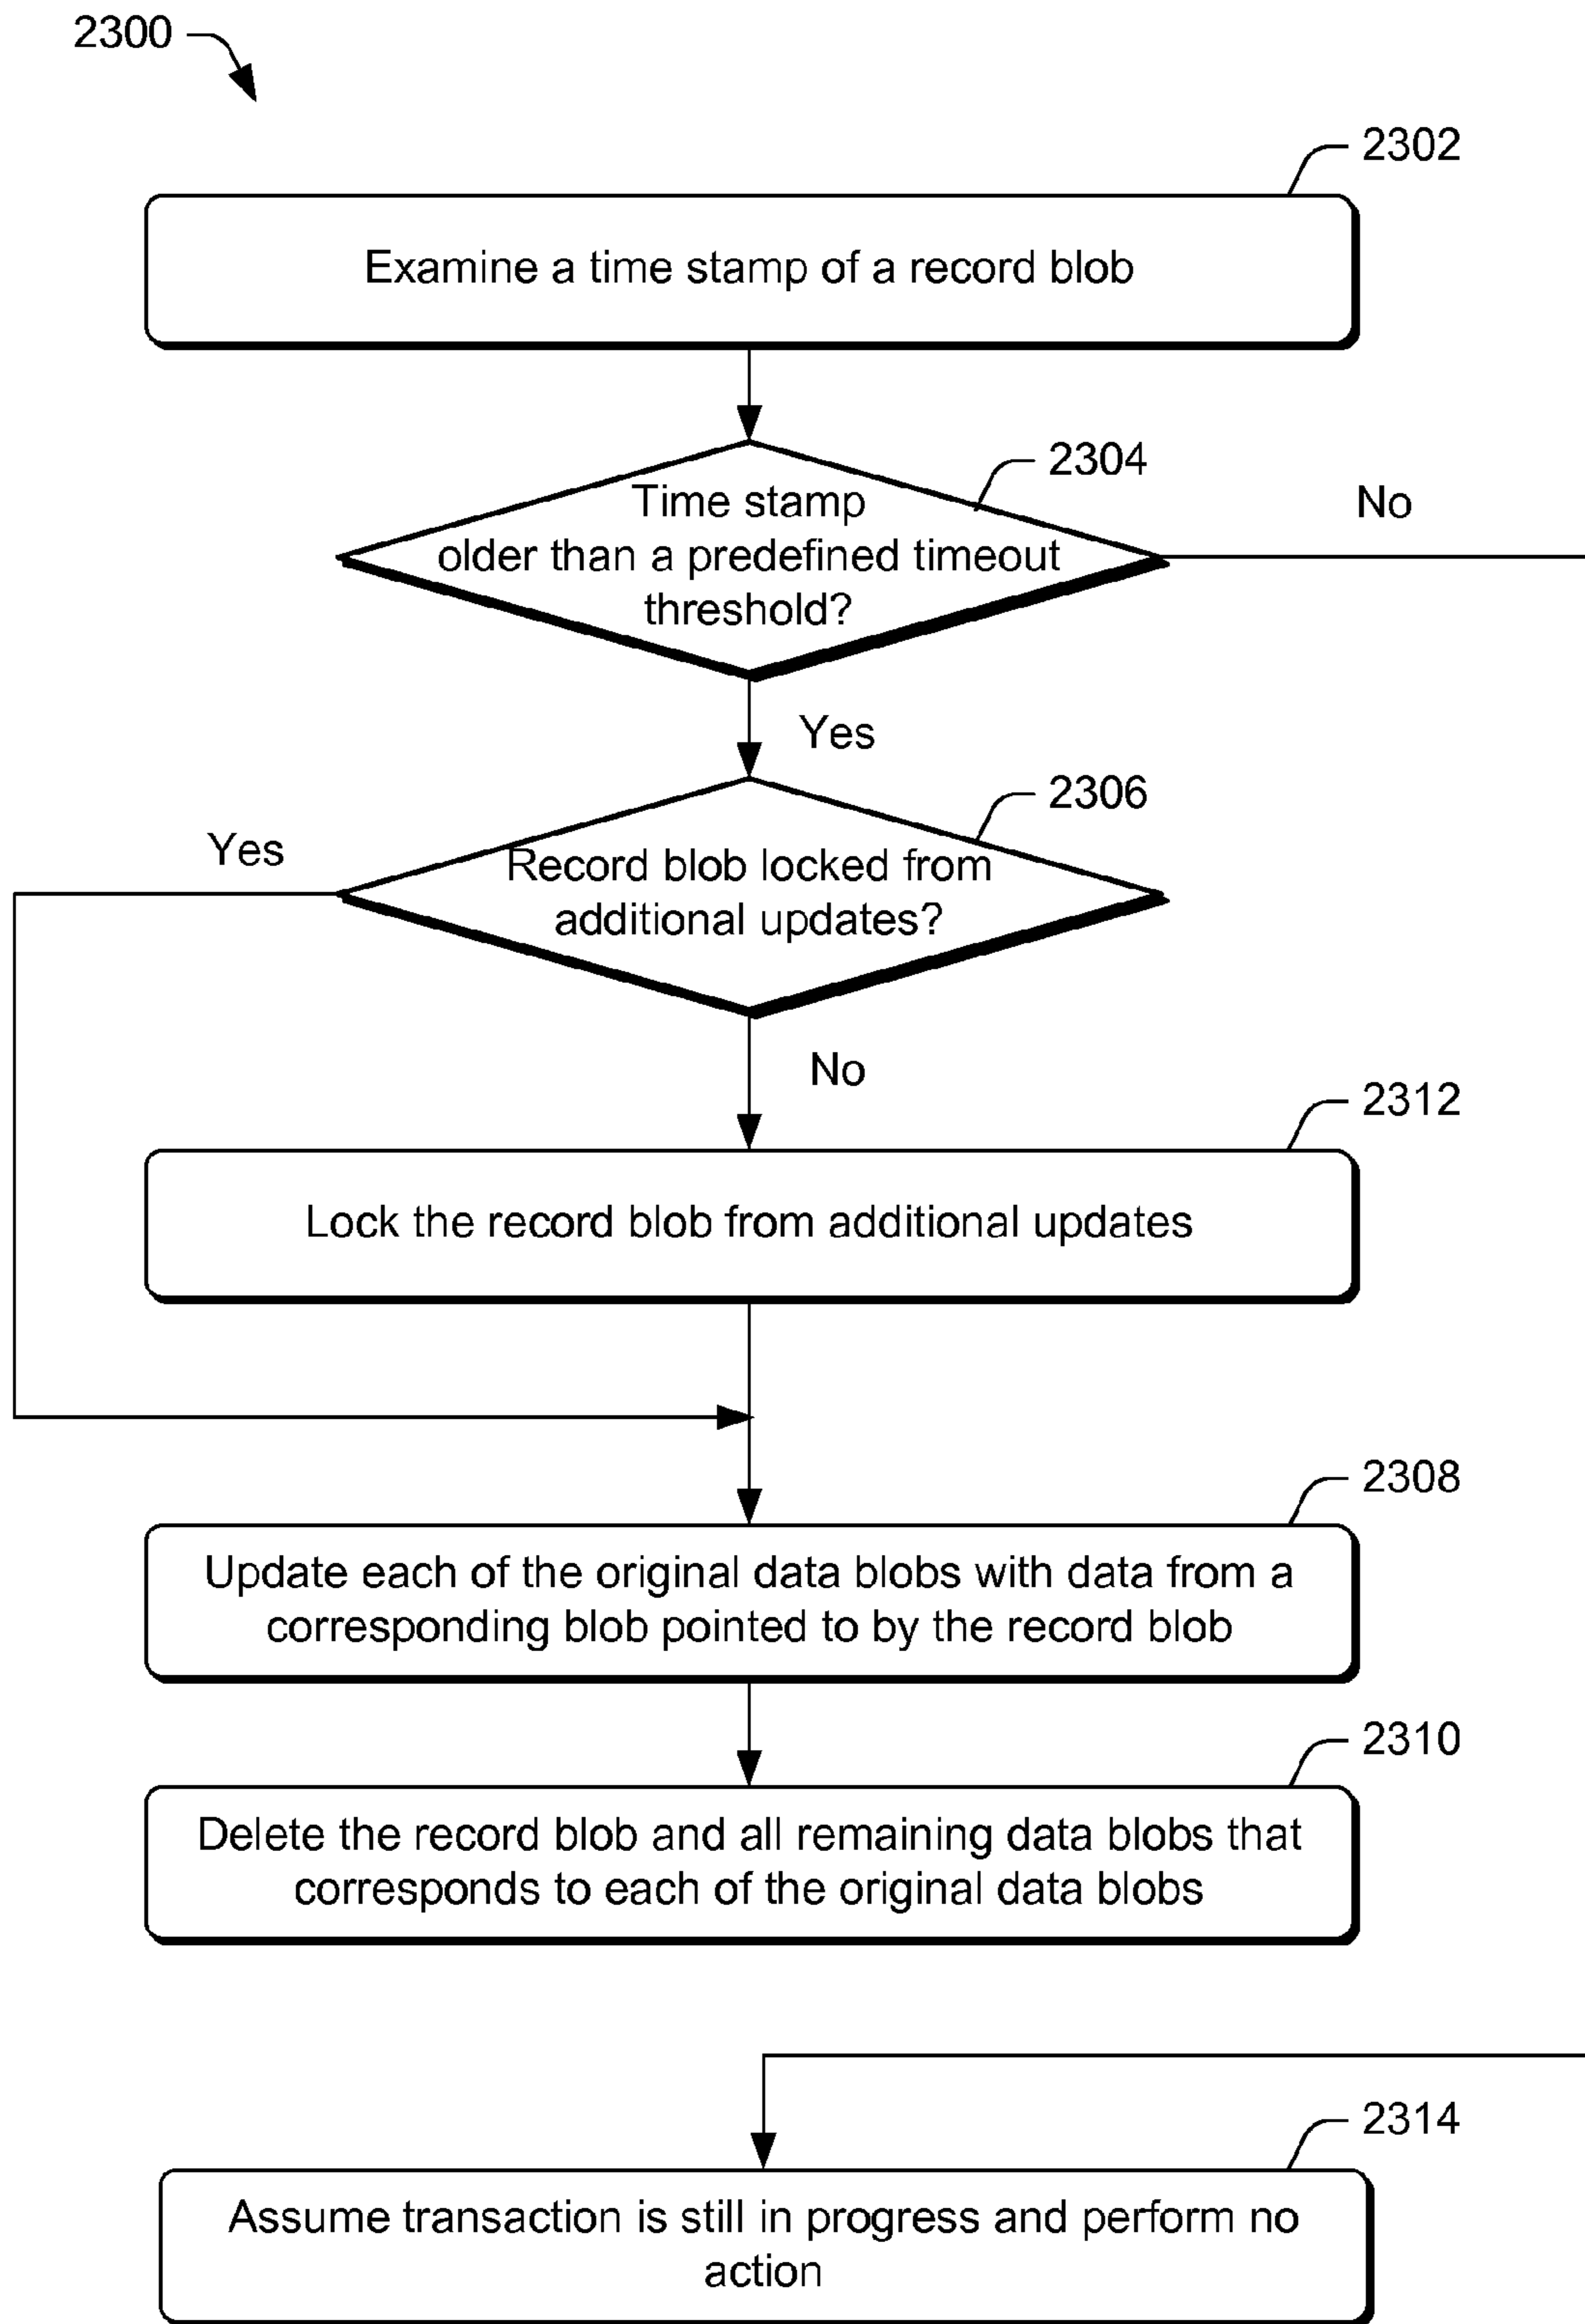 2300
2302
Examine a time stamp of a record blob
2304
No
Time stamp
older than a predefined timeout
threshold?
Yes
2306
Yes
Record blob locked from
additional updates?
No
2312
Lock the record blob from additional updates
2308
Update each of the original data blobs with data from a
corresponding blob pointed to by the record blob
2310
Delete the record blob and all remaining data blobs that
corresponds to each of the original data blobs
2314
Assume transaction is still in progress and perform no
action